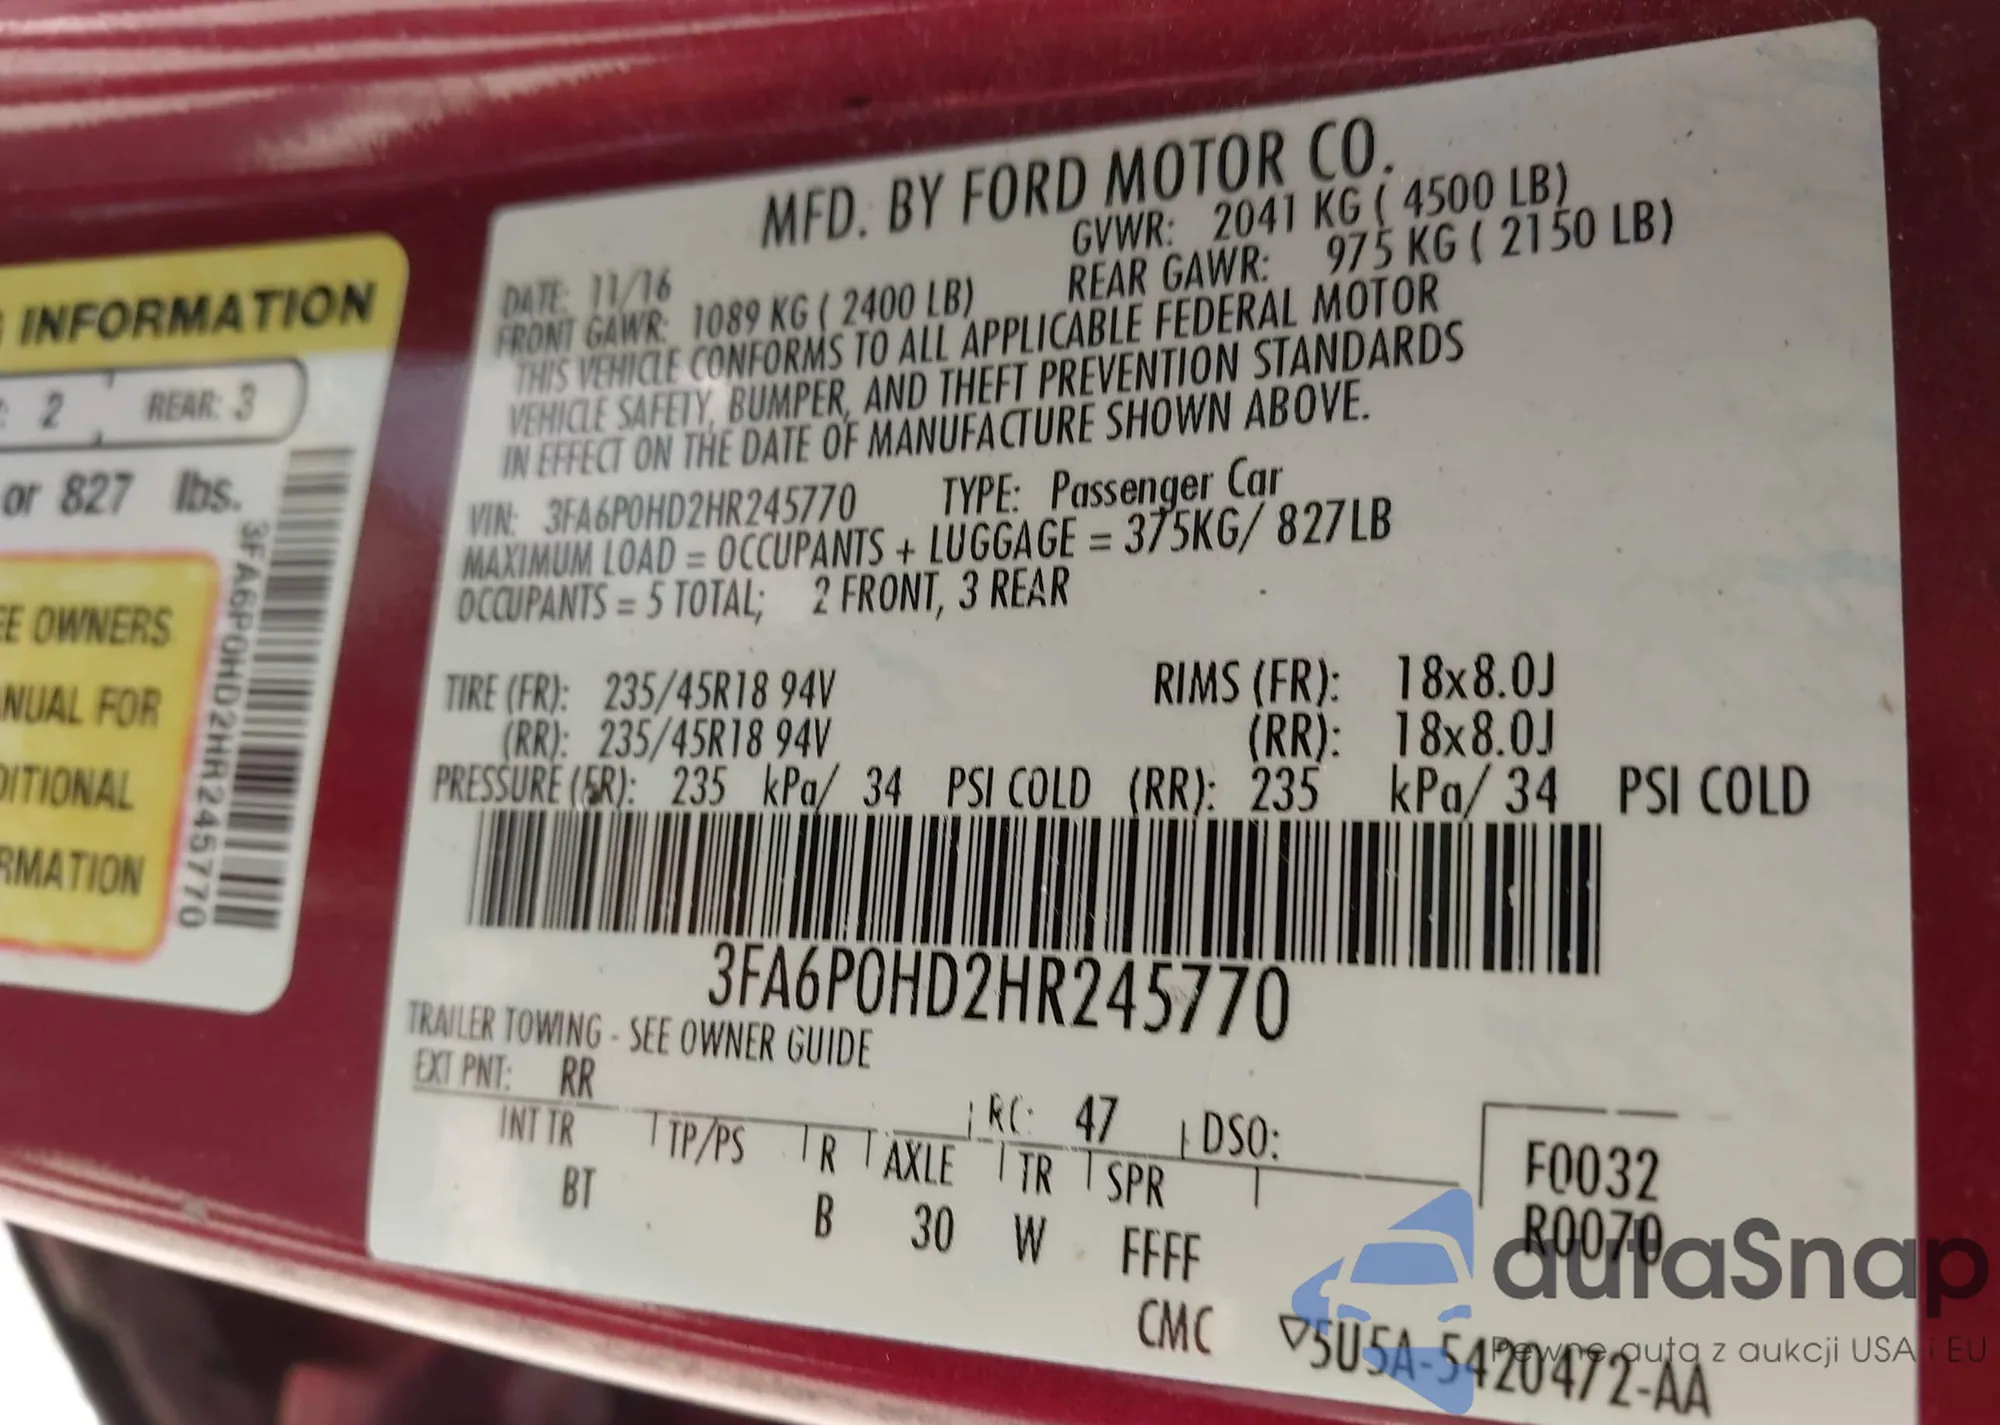 INFORMATION
2 REAR: 3
or 827 lbs.
3FA6P0HD2HR245770
OWNERS
FOR
MFD. BY FORD MOTOR CO.
DATE: 11/16 GVWR: 2041 KG ( 4500 LB)
FRONT GAWR: 1089 KG ( 2400 LB) REAR GAWR: 975 KG ( 2150 LB)
THIS VEHICLE CONFORMS TO ALL APPLICABLE FEDERAL MOTOR
VEHICLE SAFETY, BUMPER, AND THEFT PREVENTION STANDARDS
IN EFFECT ON THE DATE OF MANUFACTURE SHOWN ABOVE.
VIN: 3FA6P0HD2HR245770 TYPE: Passenger Car
MAXIMUM LOAD = OCCUPANTS + LUGGAGE = 375KG/ 827LB
OCCUPANTS = 5 TOTAL; 2 FRONT, 3 REAR
TIRE (FR): 235/45R18 94V RIMS (FR): 18x8.0J
(RR): 235/45R18 94V (RR): 18x8.0J
PRESSURE (FR): 235 kPa/ 34 PSI COLD (RR): 235 kPa/ 34 PSI COLD
3FA6P0HD2HR245770
TRAILER TOWING - SEE OWNER GUIDE
EXT PNT: RR RC: 47 DSO:
INT TR TP/PS R AXLE TR SPR F0032
BT B 30 W FFFF R0070
CMC ▽5U5A-5420472-AA
autaSnap
Pewne auta z aukcji USA i EU